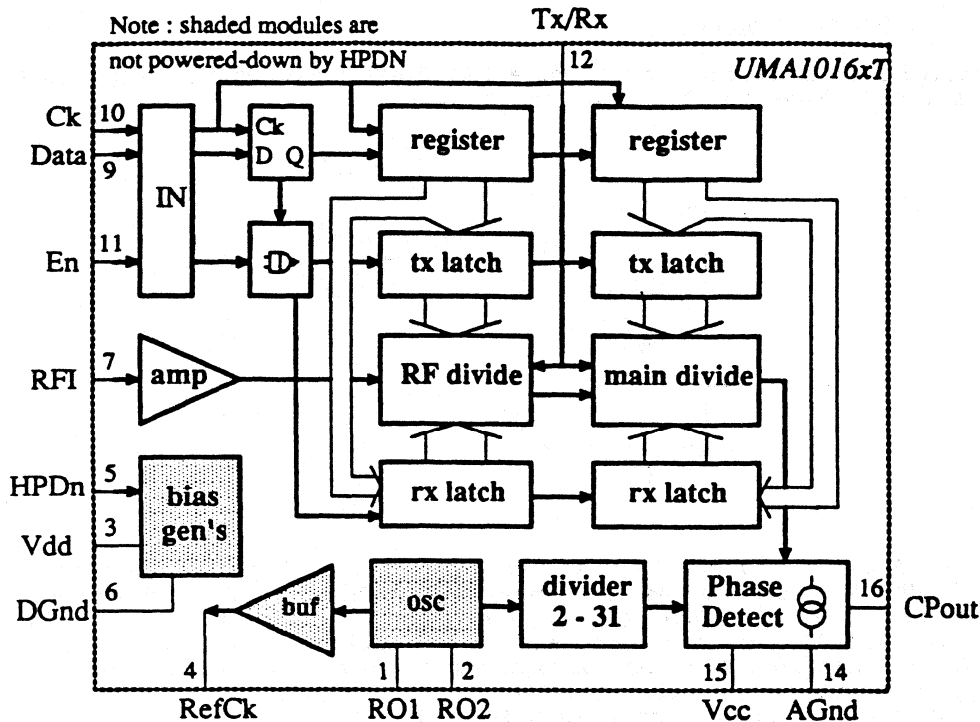 Note : shaded modules are
not powered-down by HPDN
Tx/Rx
12
UMA1016xT
Ck
10
Data
9
IN
Ck
D Q
register
register
En
11
tx latch
tx latch
RFI
7
amp
RF divide
main divide
HPDn
5
bias
gen's
rx latch
rx latch
Vdd
3
DGnd
6
buf
osc
divider
2 - 31
Phase
Detect
16
CPout
4
1
2
15
14
RefCk
RO1
RO2
Vcc
AGnd